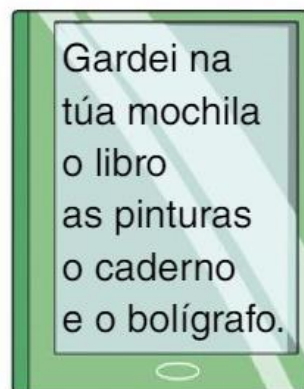 Gardei na
túa mochila
o libro
as pinturas
o caderno
e o bolígrafo.